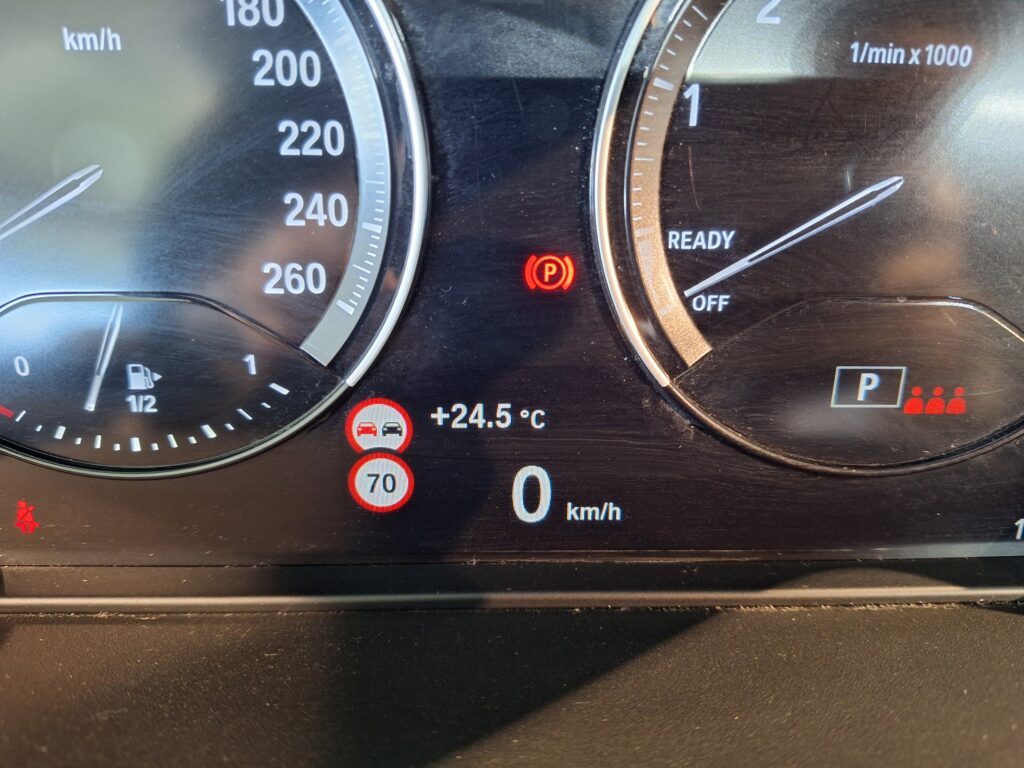 km/h
180
200
220
240
260
0
1/2
1
2
1/min x 1000
1
READY
OFF
P
P
+24.5 °C
70
0 km/h